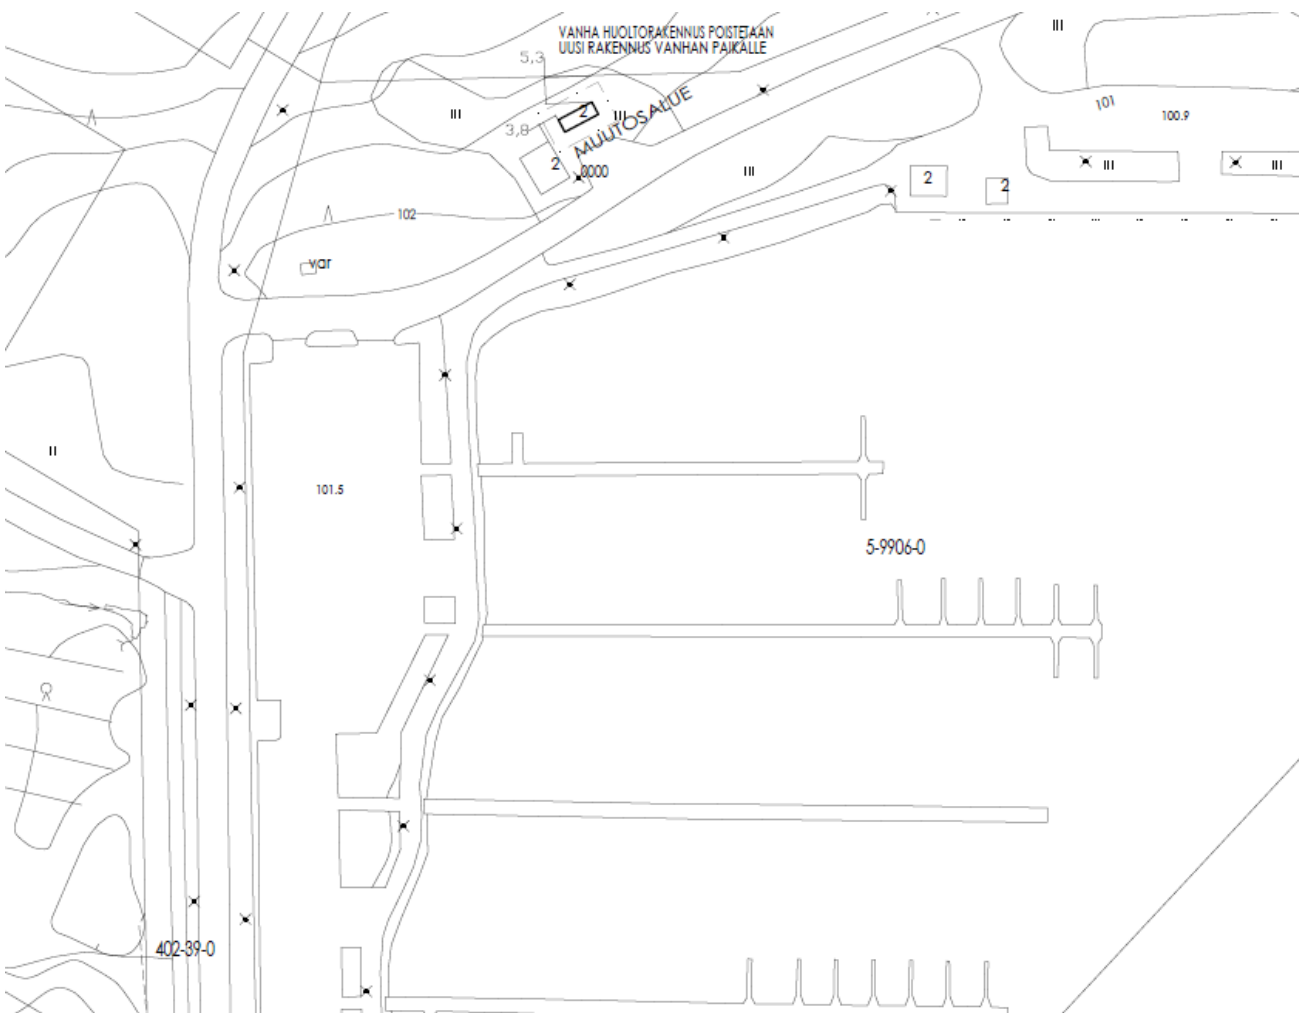 VANHA HUOLTORAKENNUS POISTETAAN
UUSI RAKENNUS VANHAN PAIKALLE
III
5,3
101
100.9
III
2
III
MUUTOSALUE
3,8
2
0000
III
2
2
III
III
102
var
II
101.5
5-9906-0
402-39-0